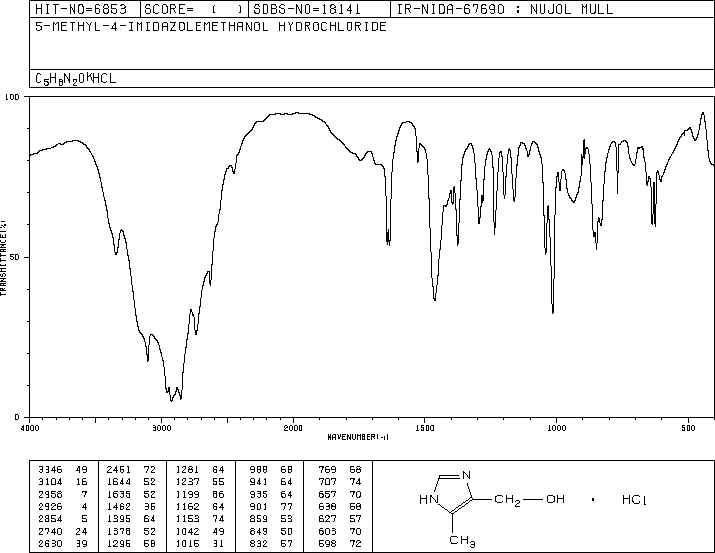 HIT-NO=6853 SCORE= ( ) SDBS-NO=18141 IR-NIDA-67690 : NUJOL MULL
5-METHYL-4-IMIDAZOLEMETHANOL HYDROCHLORIDE
C5H8N2O·HCL
100
50
0
TRANSMITTANCE(%)
4000 3000 2000 1500 1000 500
WAVENUMBER(-1)
3346 49 2461 72 1281 64 988 68 769 68
3104 16 1644 52 1237 55 941 64 707 74
2958 7 1635 52 1199 66 935 64 657 70
2926 4 1462 36 1162 64 901 77 638 58
2854 5 1395 64 1153 74 859 53 627 57
2740 24 1378 52 1042 49 849 50 605 70
2630 39 1296 58 1016 31 832 57 598 72
N
HN
CH2 OH · HCl
CH3